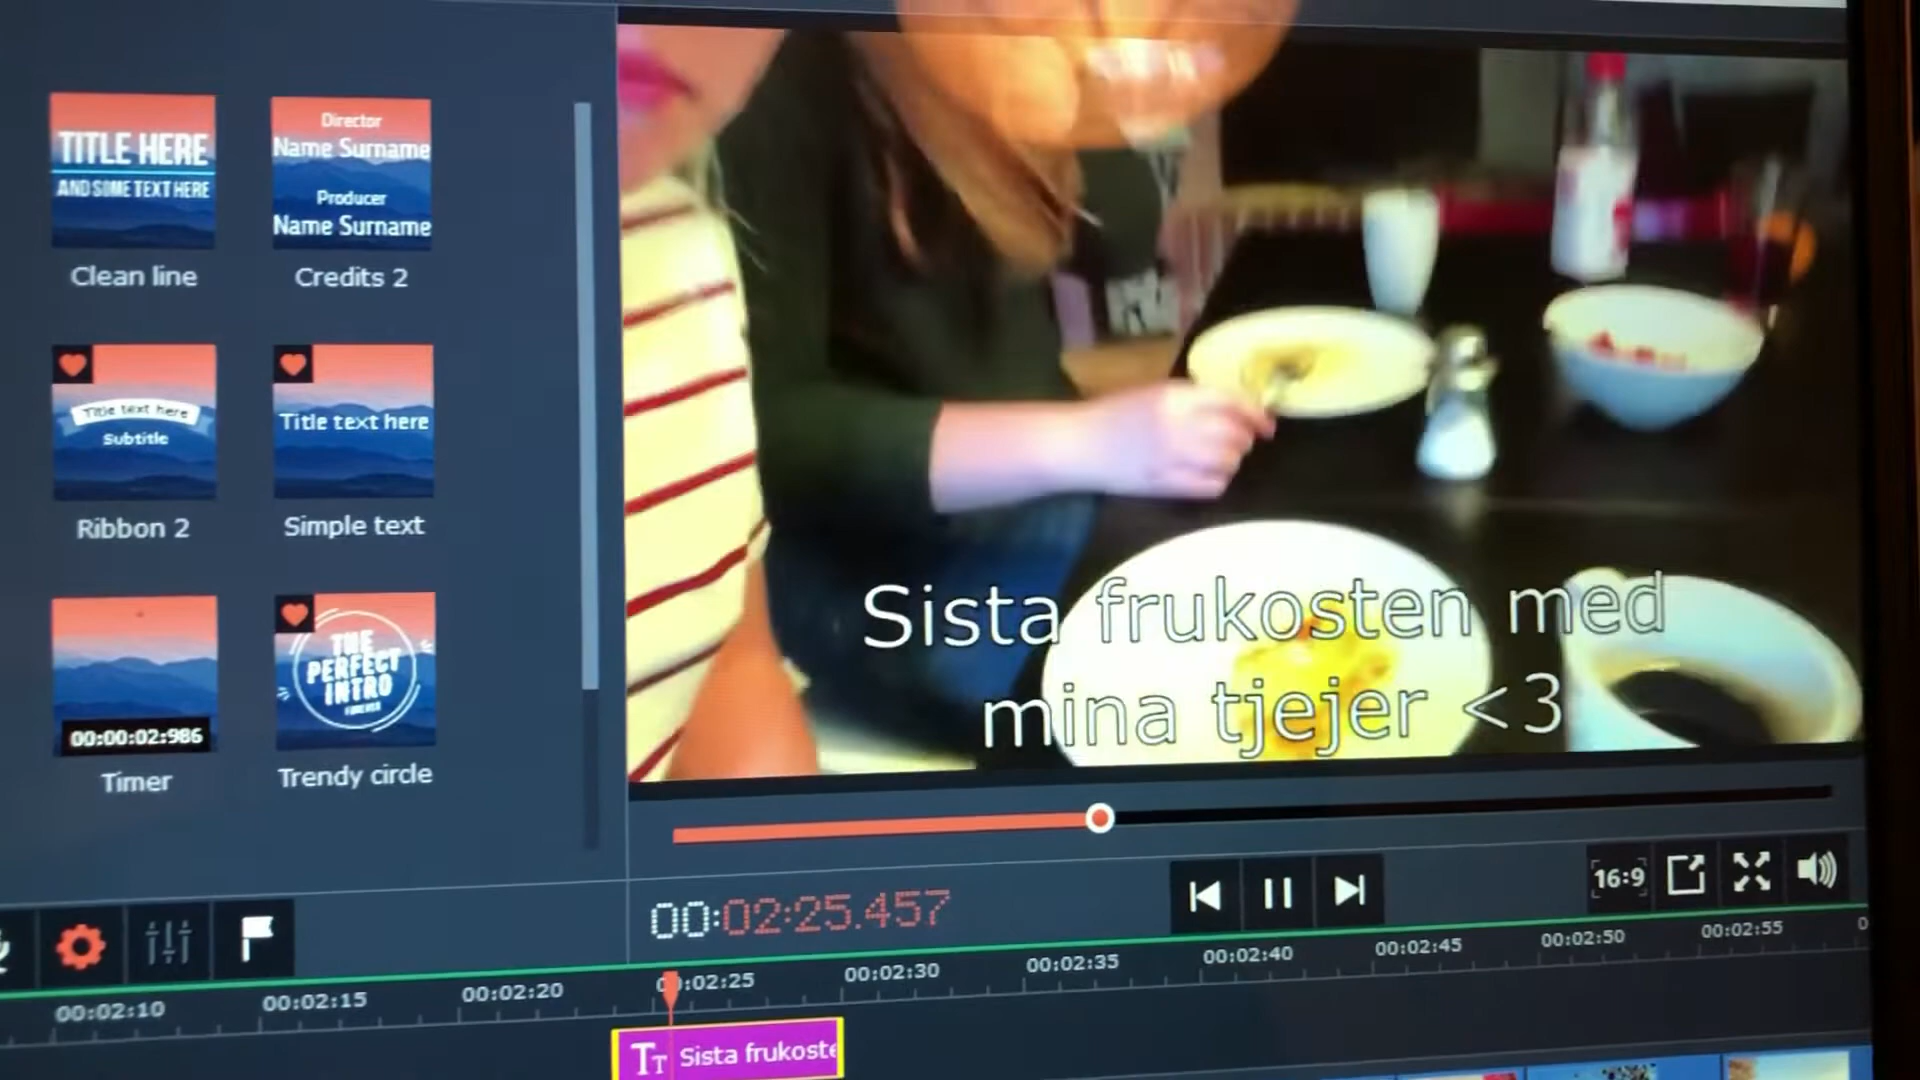 TITLE HERE
AND SOME TEXT HERE
Clean line
Director
Name Surname
Producer
Name Surname
Credits 2
Title text here
Subtitle
Ribbon 2
Title text here
Simple text
00:00:02:986
Timer
THE
PERFECT
INTRO
Trendy circle
Sista frukosten med
mina tjejer <3
16:9
00:02:25.457
00:02:10
00:02:15
00:02:20
00:02:25
00:02:30
00:02:35
00:02:40
00:02:45
00:02:50
00:02:55
Tт Sista frukoste